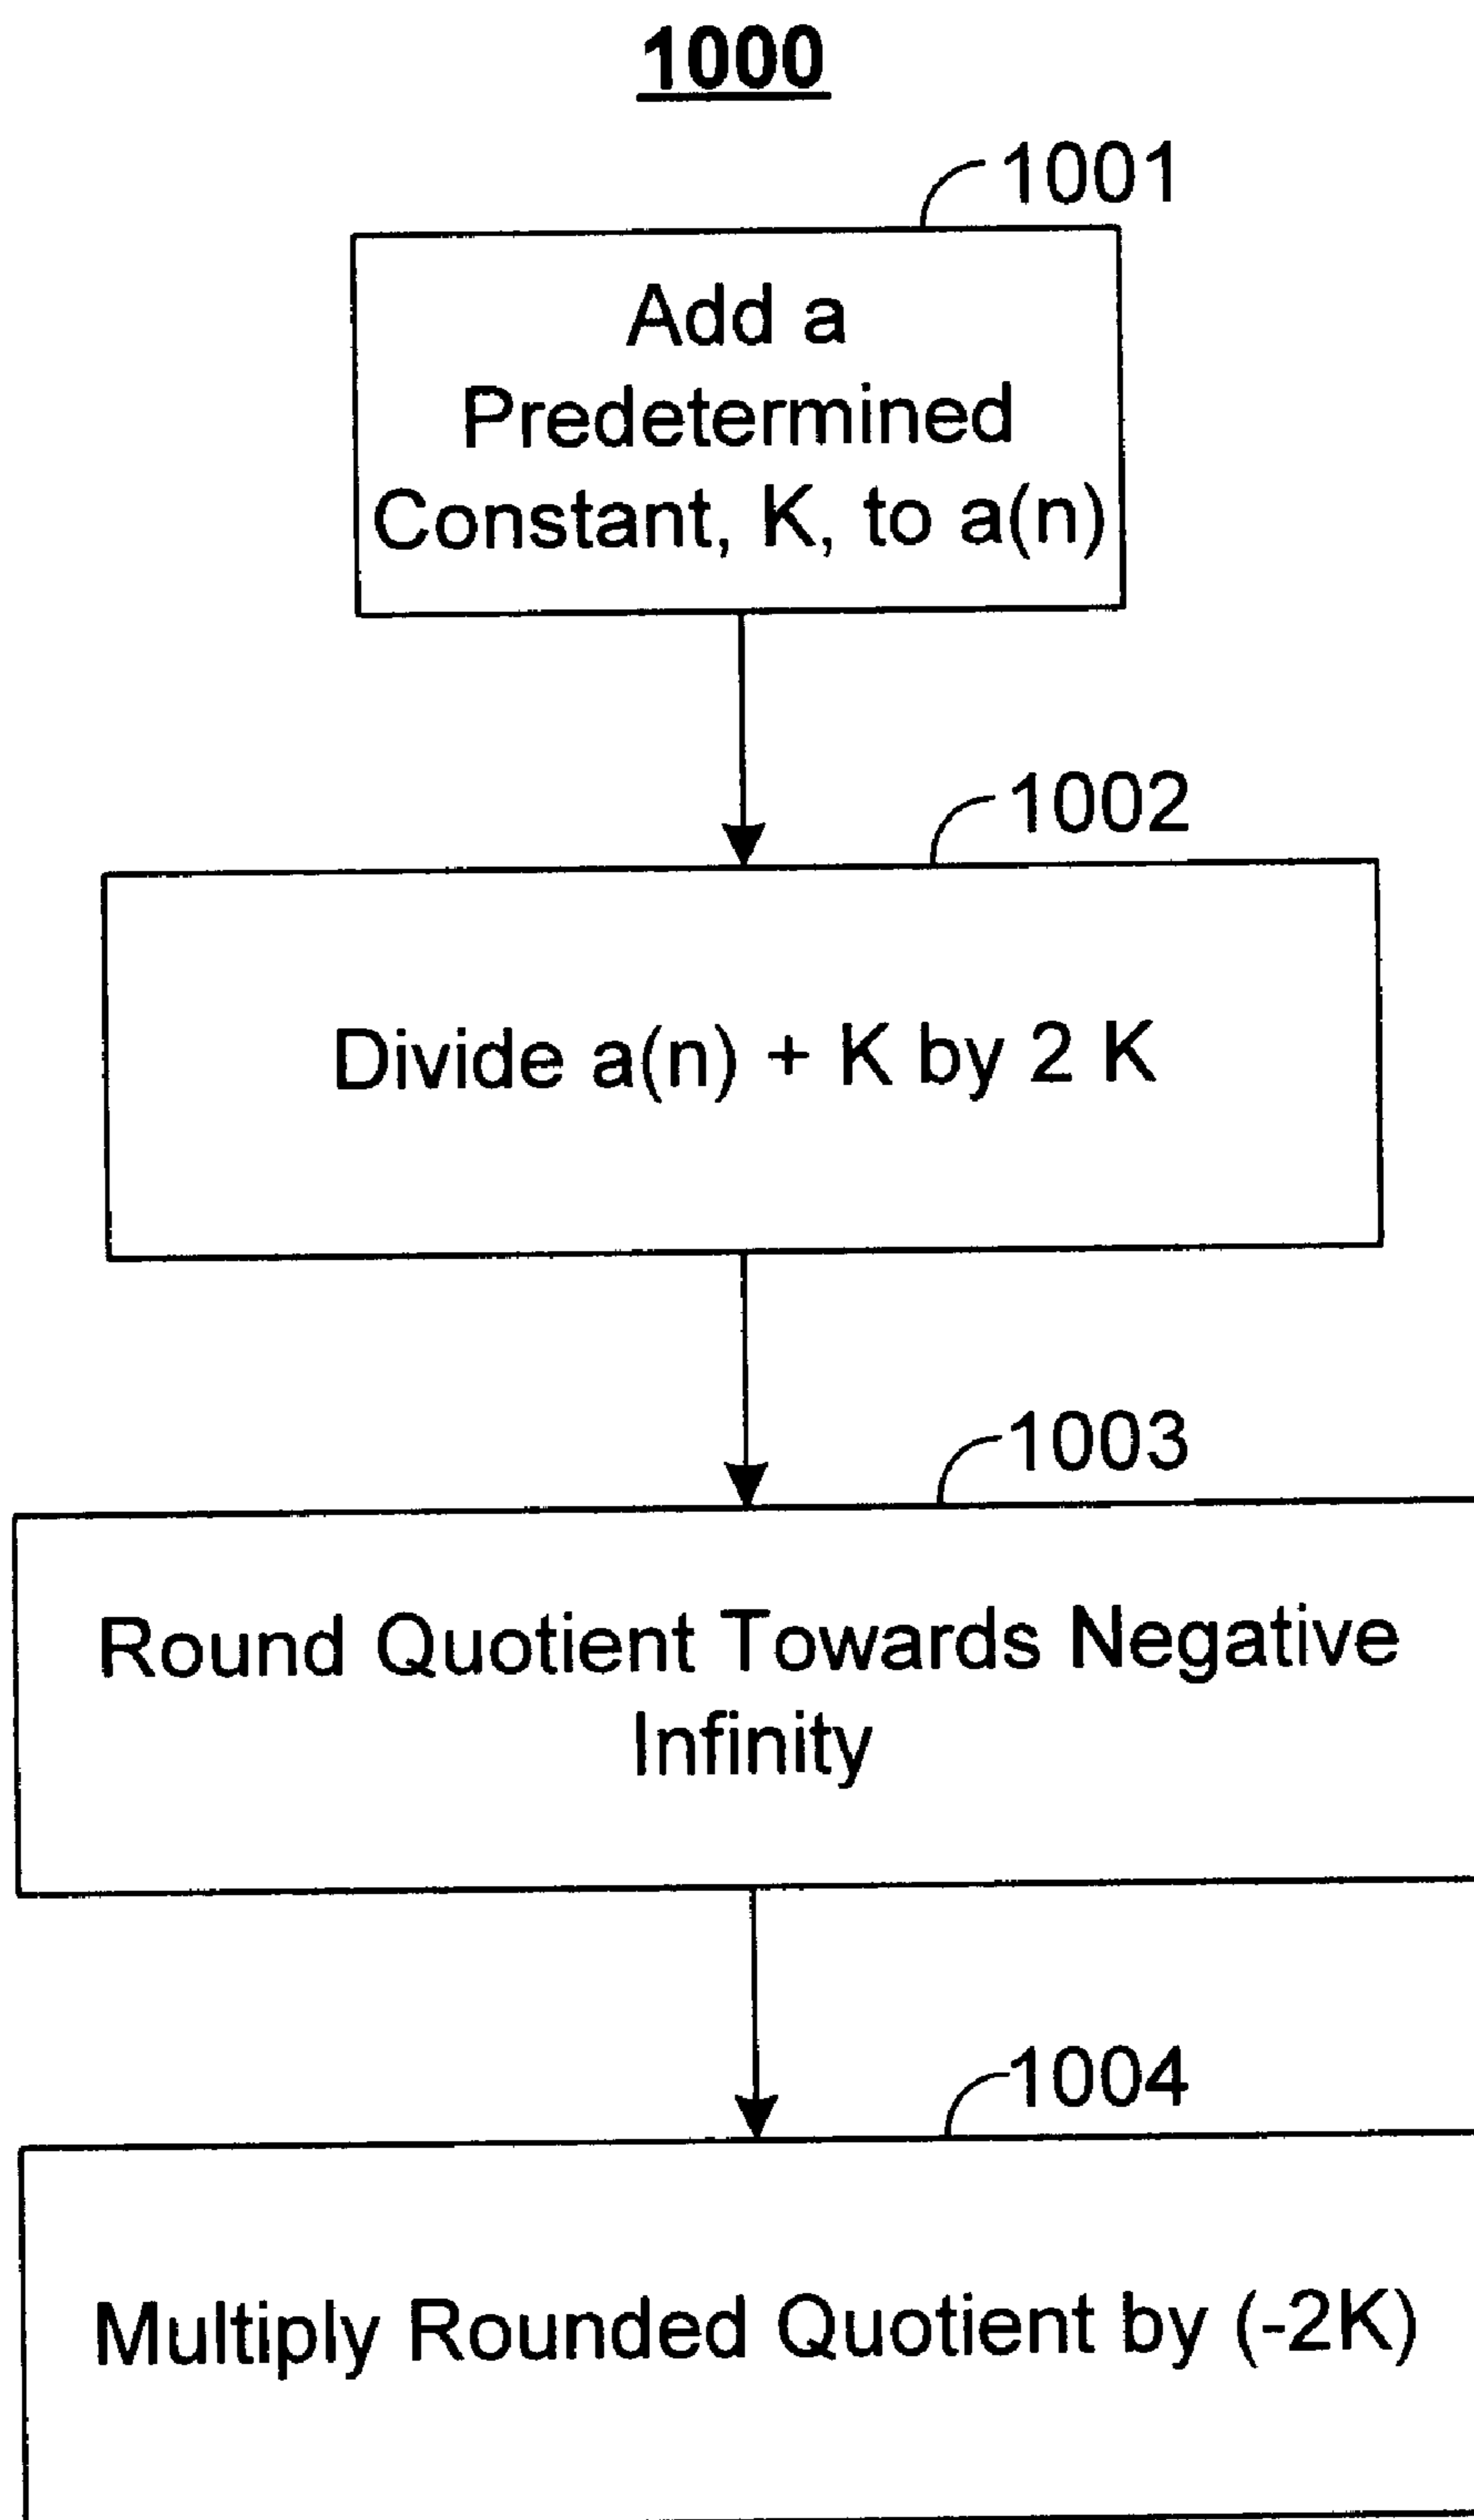 1000
1001
Add a
Predetermined
Constant, K, to a(n)
1002
Divide a(n) + K by 2 K
1003
Round Quotient Towards Negative
Infinity
1004
Multiply Rounded Quotient by (-2K)